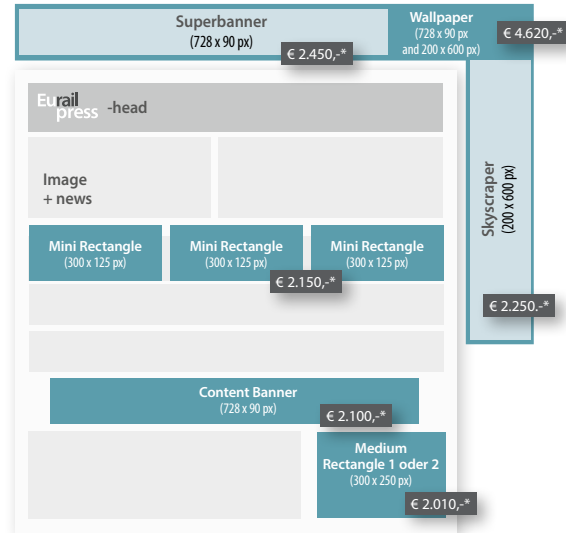 Superbanner
(728 x 90 px)
€ 2.450,-*
Wallpaper
(728 x 90 px
and 200 x 600 px)
€ 4.620,-*
Eurail
press -head
Image
+ news
Skyscraper
(200 x 600 px)
€ 2.250.-*
Mini Rectangle
(300 x 125 px)
Mini Rectangle
(300 x 125 px)
€ 2.150,-*
Mini Rectangle
(300 x 125 px)
Content Banner
(728 x 90 px)
€ 2.100,-*
Medium
Rectangle 1 oder 2
(300 x 250 px)
€ 2.010,-*